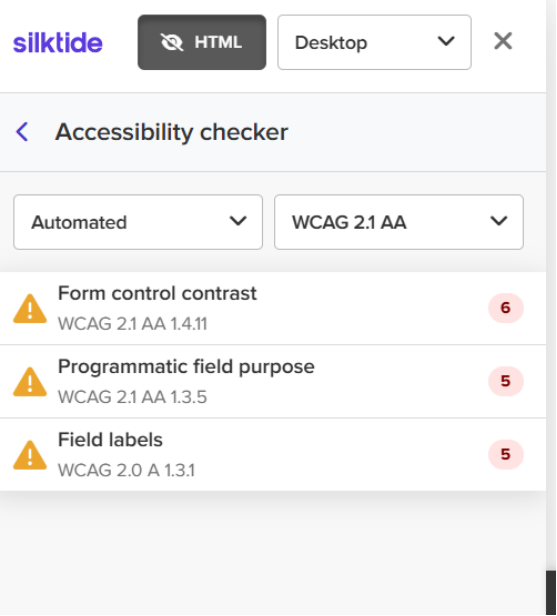 silktide
HTML
Desktop
Accessibility checker
Automated
WCAG 2.1 AA
Form control contrast
6
WCAG 2.1 AA 1.4.11
Programmatic field purpose
5
WCAG 2.1 AA 1.3.5
Field labels
5
WCAG 2.0 A 1.3.1